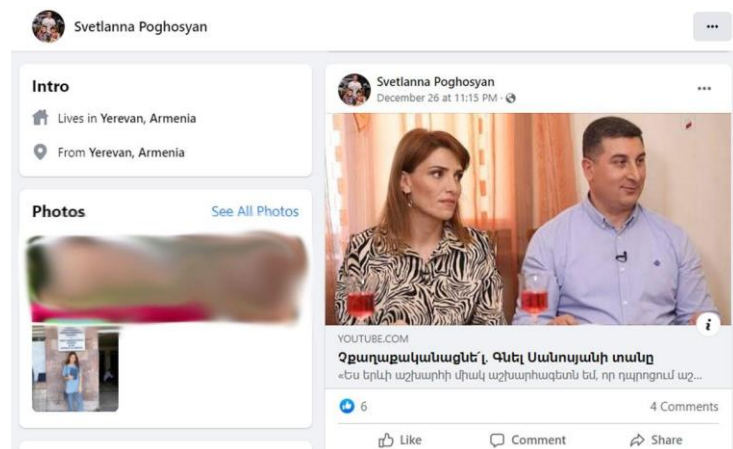 Svetlanna Poghosyan
Intro
Lives in Yerevan, Armenia
From Yerevan, Armenia
Photos
See All Photos
Svetlanna Poghosyan
December 26 at 11:15 PM ·
YOUTUBE.COM
Չքաղաքականացնե՛լ. Գնել Սանոսյանի տանը
«Ես երևի աշխարհի միակ աշխարհագետն եմ, որ դպրոցում աշ...
6
4 Comments
Like
Comment
Share